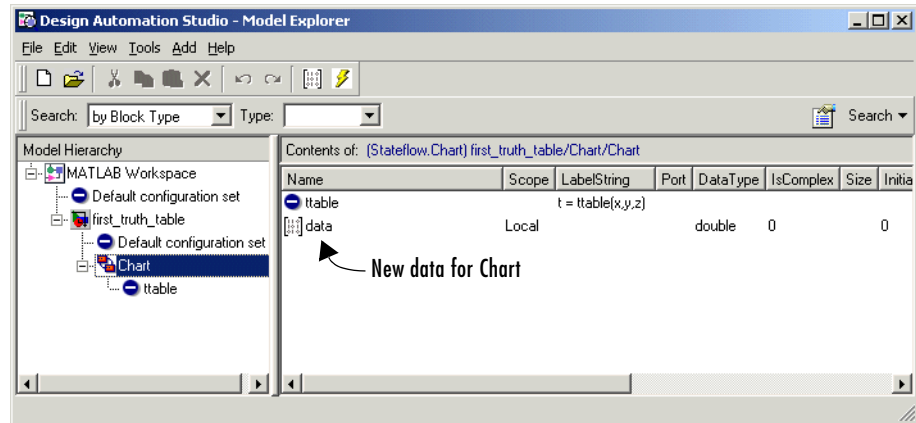 Design Automation Studio - Model Explorer
File Edit View Tools Add Help
Search: by Block Type Type: Search
Model Hierarchy
MATLAB Workspace
Default configuration set
first_truth_table
Default configuration set
Chart
ttable
Contents of: (Stateflow.Chart) first_truth_table/Chart/Chart
Name Scope LabelString Port DataType IsComplex Size Initia
ttable t = ttable(x,y,z)
data Local double 0 0
New data for Chart